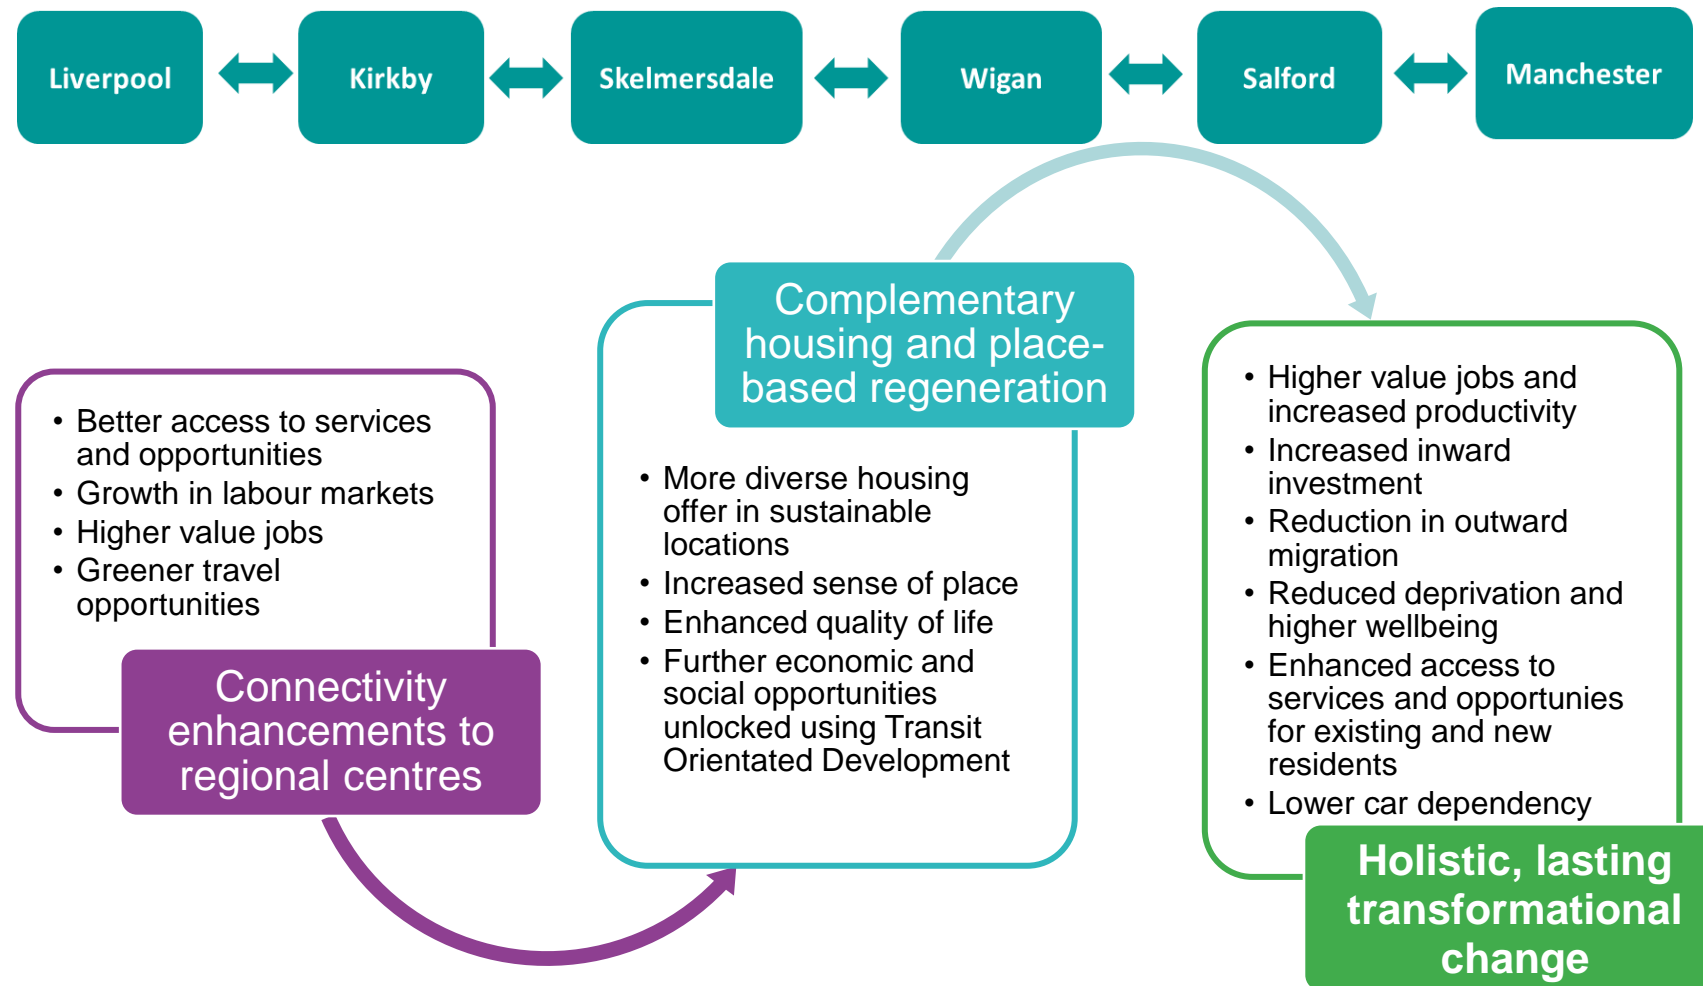 Liverpool
Kirkby
Skelmersdale
Wigan
Salford
Manchester
• Better access to services
and opportunities
• Growth in labour markets
• Higher value jobs
• Greener travel
opportunities
Connectivity
enhancements to
regional centres
Complementary
housing and place-
based regeneration
• More diverse housing
offer in sustainable
locations
• Increased sense of place
• Enhanced quality of life
• Further economic and
social opportunities
unlocked using Transit
Orientated Development
• Higher value jobs and
increased productivity
• Increased inward
investment
• Reduction in outward
migration
• Reduced deprivation and
higher wellbeing
• Enhanced access to
services and opportunies
for existing and new
residents
• Lower car dependency
Holistic, lasting
transformational
change